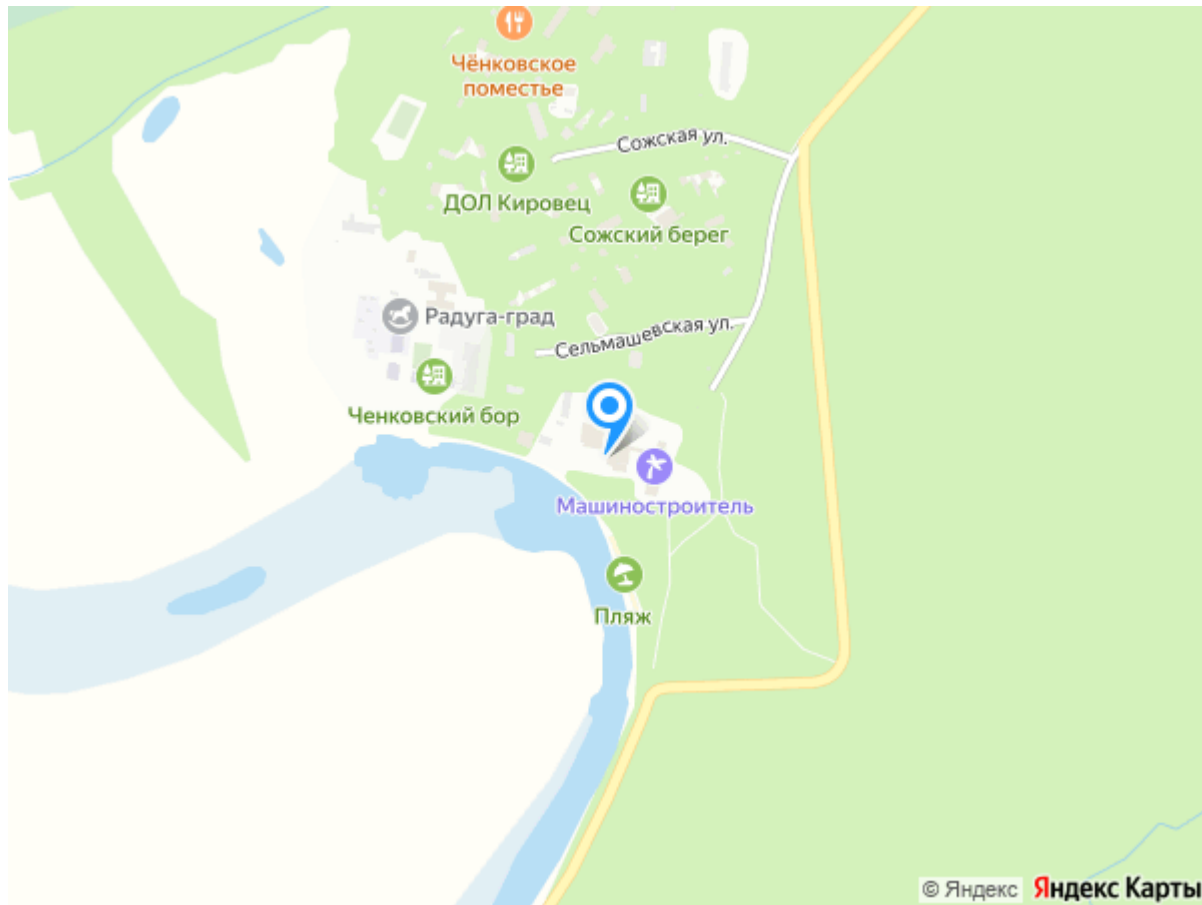 Чёнковское
поместье
Сожская ул.
ДОЛ Кировец
Сожский берег
Радуга-град
Сельмашевская ул.
Ченковский бор
Машиностроитель
Пляж
© Яндекс Яндекс Карты